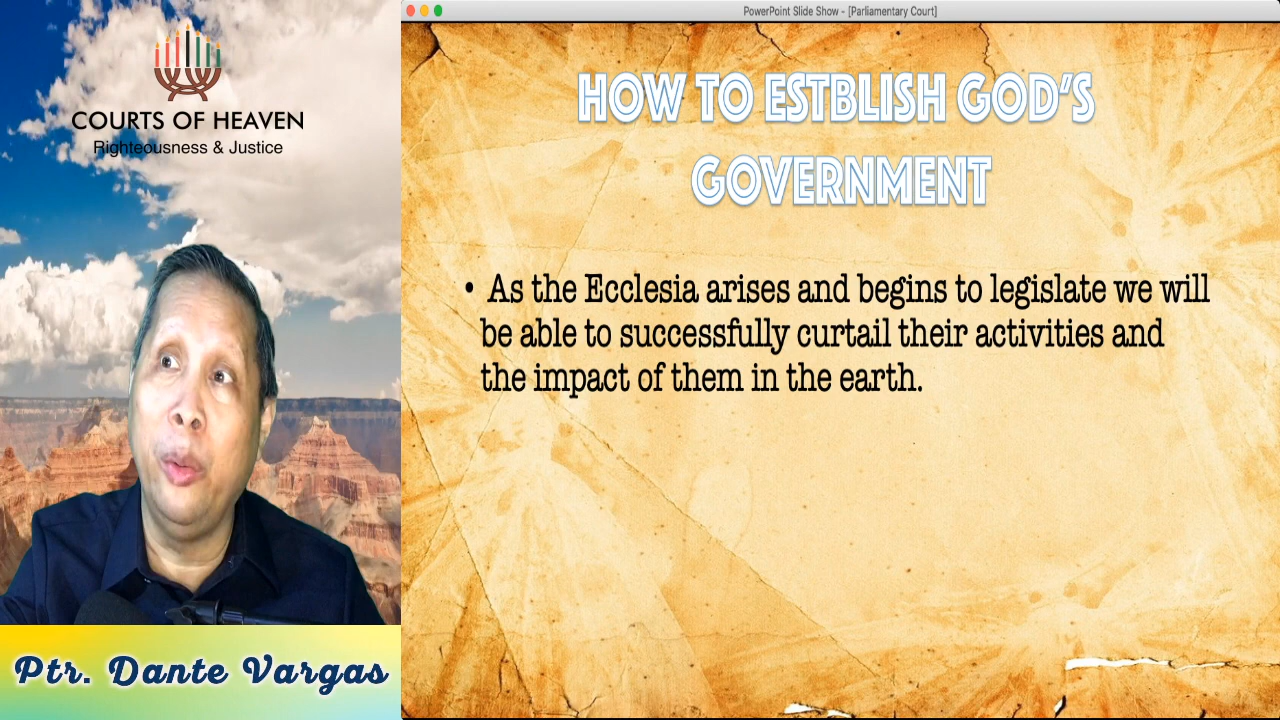 COURTS OF HEAVEN
Righteousness & Justice
Ptr. Dante Vargas
PowerPoint Slide Show - [Parliamentary Court]
HOW TO ESTBLISH GOD'S
GOVERNMENT
• As the Ecclesia arises and begins to legislate we will
be able to successfully curtail their activities and
the impact of them in the earth.